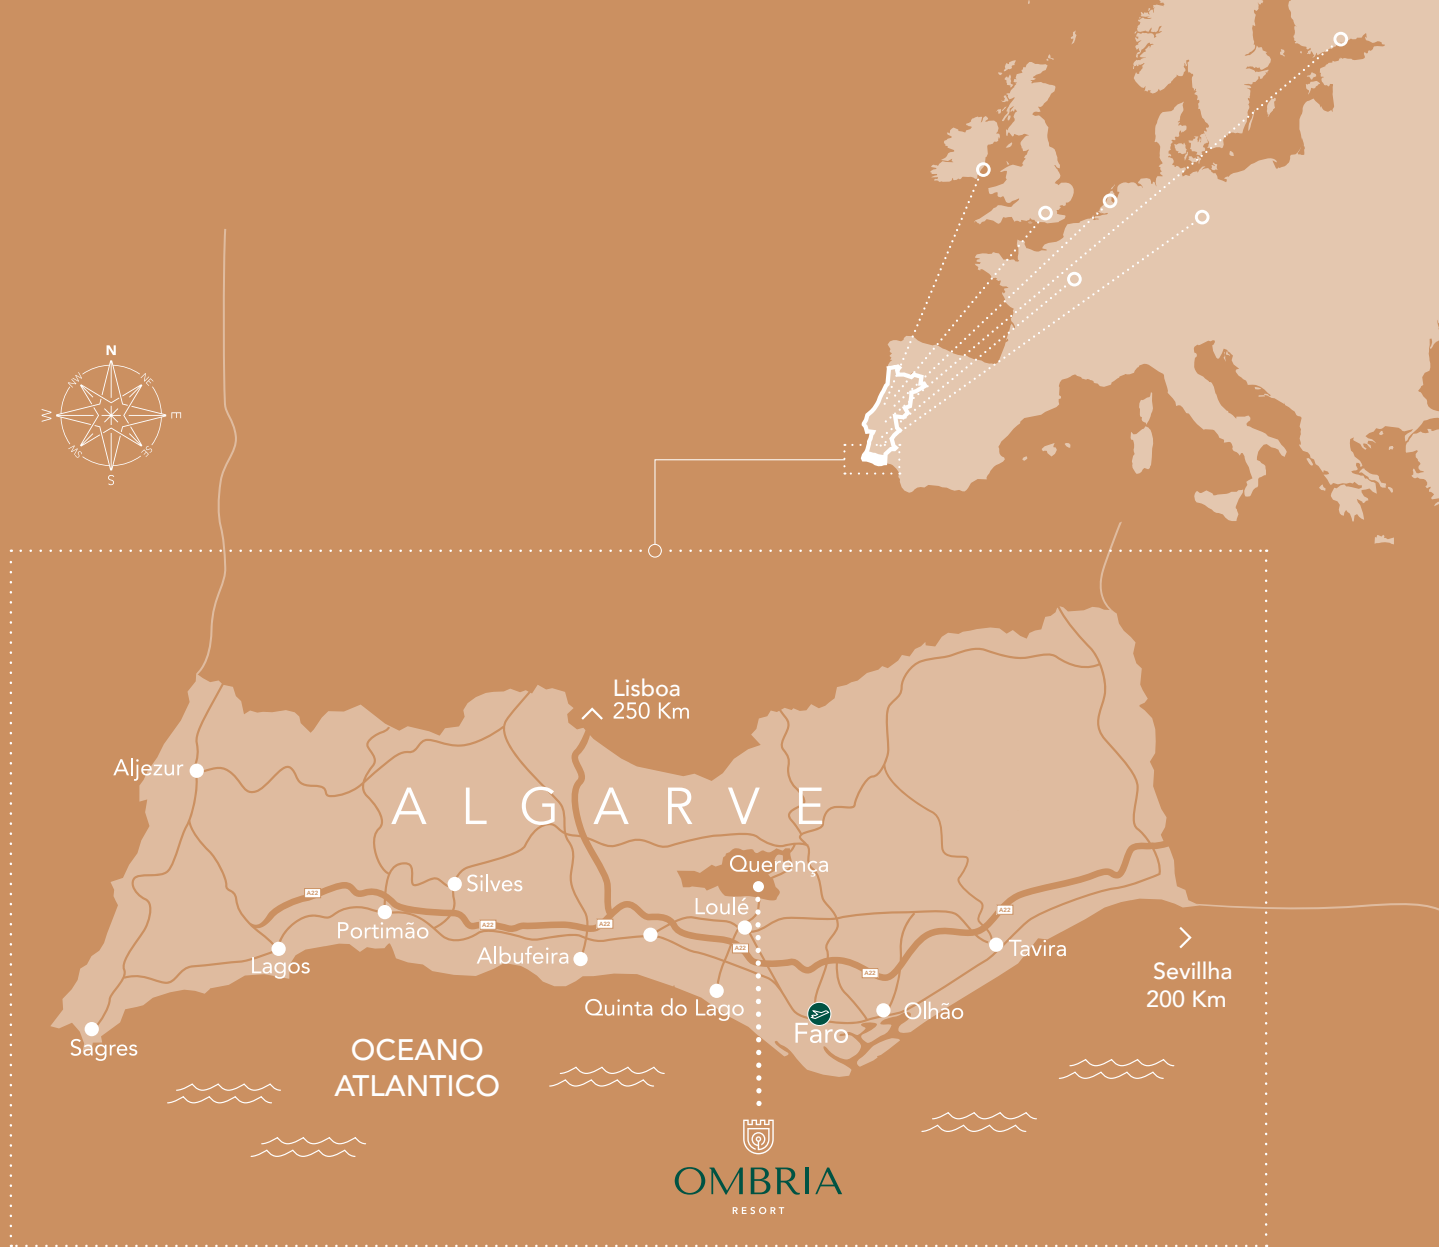 N
NW
NE
W
E
SW
SE
S
Lisboa
250 Km
Aljezur
ALGARVE
Querença
Silves
A22
Loulé
Portimão
A22
A22
A22
A22
A22
Albufeira
Lagos
Tavira
Sevillha
200 Km
Quinta do Lago
Olhão
Faro
Sagres
OCEANO
ATLANTICO
OMBRIA
RESORT